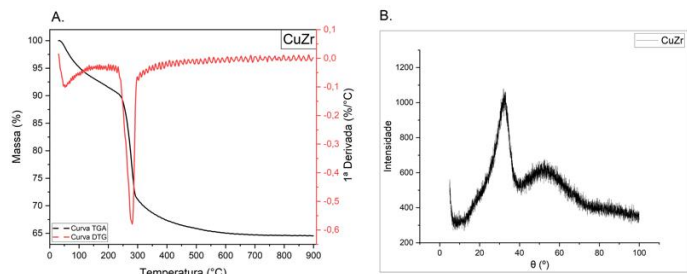 A.
CuZr
100
95
90
85
80
75
70
65
Massa (%)
0,1
0,0
-0,1
-0,2
-0,3
-0,4
-0,5
-0,6
1ª Derivada (%/°C)
Curva TGA
Curva DTG
0 100 200 300 400 500 600 700 800 900
Temperatura (°C)
B.
CuZr
1200
1000
800
600
400
200
Intensidade
0 20 40 60 80 100
θ (º)